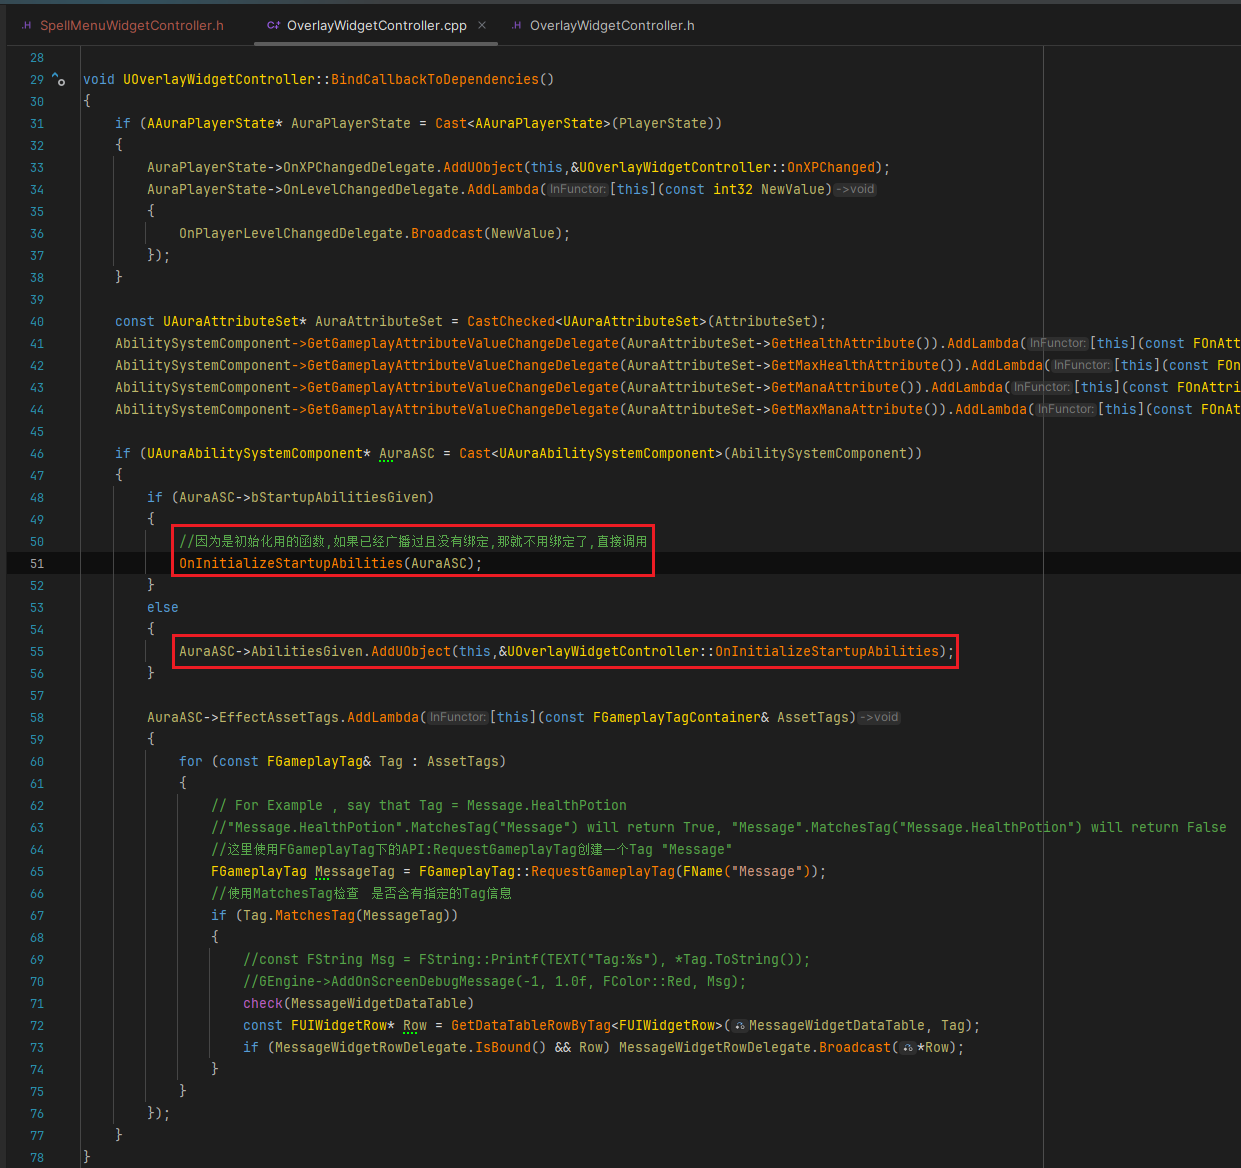 SpellMenuWidgetController.h OverlayWidgetController.cpp OverlayWidgetController.h
28
29 void UOverlayWidgetController::BindCallbackToDependencies()
30 {
31 if (AAuraPlayerState* AuraPlayerState = Cast<AAuraPlayerState>(PlayerState))
32 {
33 AuraPlayerState->OnXPChangedDelegate.AddUObject(this,&UOverlayWidgetController::OnXPChanged);
34 AuraPlayerState->OnLevelChangedDelegate.AddLambda(InFunctor:[this](const int32 NewValue)->void
35 {
36 OnPlayerLevelChangedDelegate.Broadcast(NewValue);
37 });
38 }
39
40 const UAuraAttributeSet* AuraAttributeSet = CastChecked<UAuraAttributeSet>(AttributeSet);
41 AbilitySystemComponent->GetGameplayAttributeValueChangeDelegate(AuraAttributeSet->GetHealthAttribute()).AddLambda(InFunctor:[this](const FOnAtt
42 AbilitySystemComponent->GetGameplayAttributeValueChangeDelegate(AuraAttributeSet->GetMaxHealthAttribute()).AddLambda(InFunctor:[this](const FOn
43 AbilitySystemComponent->GetGameplayAttributeValueChangeDelegate(AuraAttributeSet->GetManaAttribute()).AddLambda(InFunctor:[this](const FOnAttri
44 AbilitySystemComponent->GetGameplayAttributeValueChangeDelegate(AuraAttributeSet->GetMaxManaAttribute()).AddLambda(InFunctor:[this](const FOnAt
45
46 if (UAuraAbilitySystemComponent* AuraASC = Cast<UAuraAbilitySystemComponent>(AbilitySystemComponent))
47 {
48 if (AuraASC->bStartupAbilitiesGiven)
49 {
50 //因为是初始化用的函数,如果已经广播过且没有绑定,那就不用绑定了,直接调用
51 OnInitializeStartupAbilities(AuraASC);
52 }
53 else
54 {
55 AuraASC->AbilitiesGiven.AddUObject(this,&UOverlayWidgetController::OnInitializeStartupAbilities);
56 }
57
58 AuraASC->EffectAssetTags.AddLambda(InFunctor:[this](const FGameplayTagContainer& AssetTags)->void
59 {
60 for (const FGameplayTag& Tag : AssetTags)
61 {
62 // For Example , say that Tag = Message.HealthPotion
63 //"Message.HealthPotion".MatchesTag("Message") will return True, "Message".MatchesTag("Message.HealthPotion") will return False
64 //这里使用FGameplayTag下的API:RequestGameplayTag创建一个Tag "Message"
65 FGameplayTag MessageTag = FGameplayTag::RequestGameplayTag(FName("Message"));
66 //使用MatchesTag检查 是否含有指定的Tag信息
67 if (Tag.MatchesTag(MessageTag))
68 {
69 //const FString Msg = FString::Printf(TEXT("Tag:%s"), *Tag.ToString());
70 //GEngine->AddOnScreenDebugMessage(-1, 1.0f, FColor::Red, Msg);
71 check(MessageWidgetDataTable)
72 const FUIWidgetRow* Row = GetDataTableRowByTag<FUIWidgetRow>(MessageWidgetDataTable, Tag);
73 if (MessageWidgetRowDelegate.IsBound() && Row) MessageWidgetRowDelegate.Broadcast(*Row);
74 }
75 }
76 });
77 }
78 }